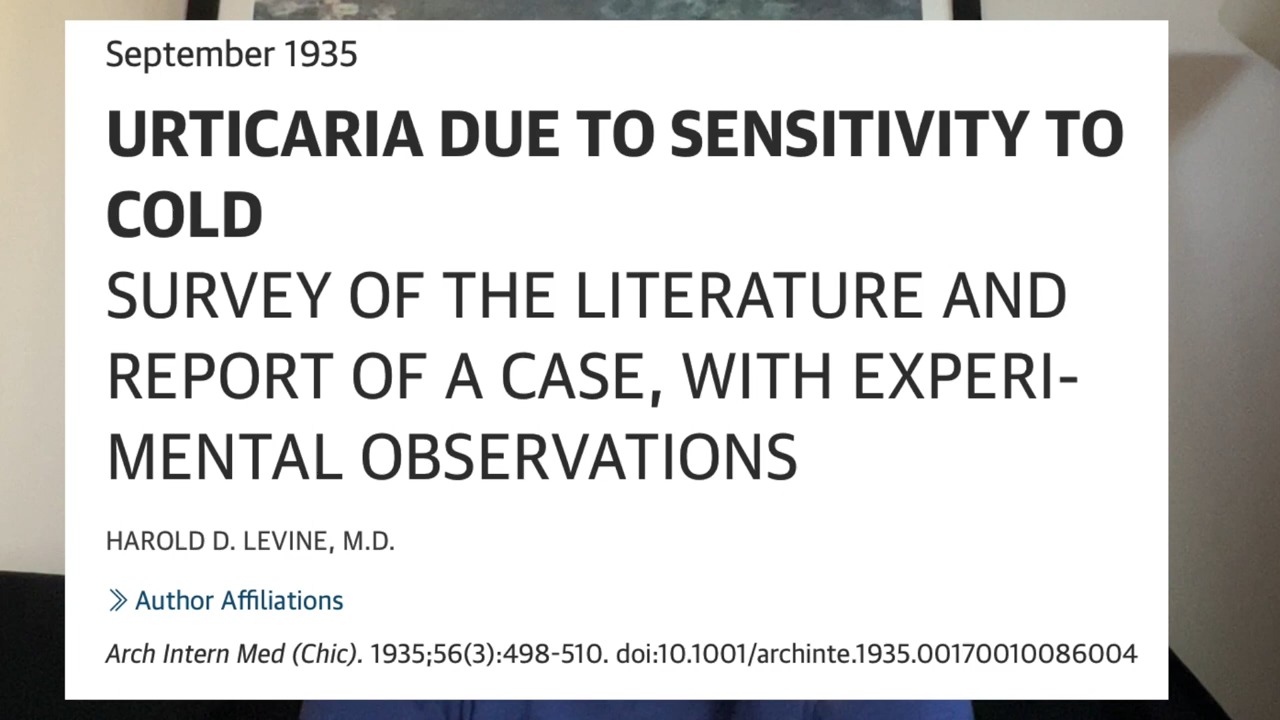 September 1935
URTICARIA DUE TO SENSITIVITY TO
COLD
SURVEY OF THE LITERATURE AND
REPORT OF A CASE, WITH EXPERI-
MENTAL OBSERVATIONS
HAROLD D. LEVINE, M.D.
» Author Affiliations
Arch Intern Med (Chic). 1935;56(3):498-510. doi:10.1001/archinte.1935.00170010086004